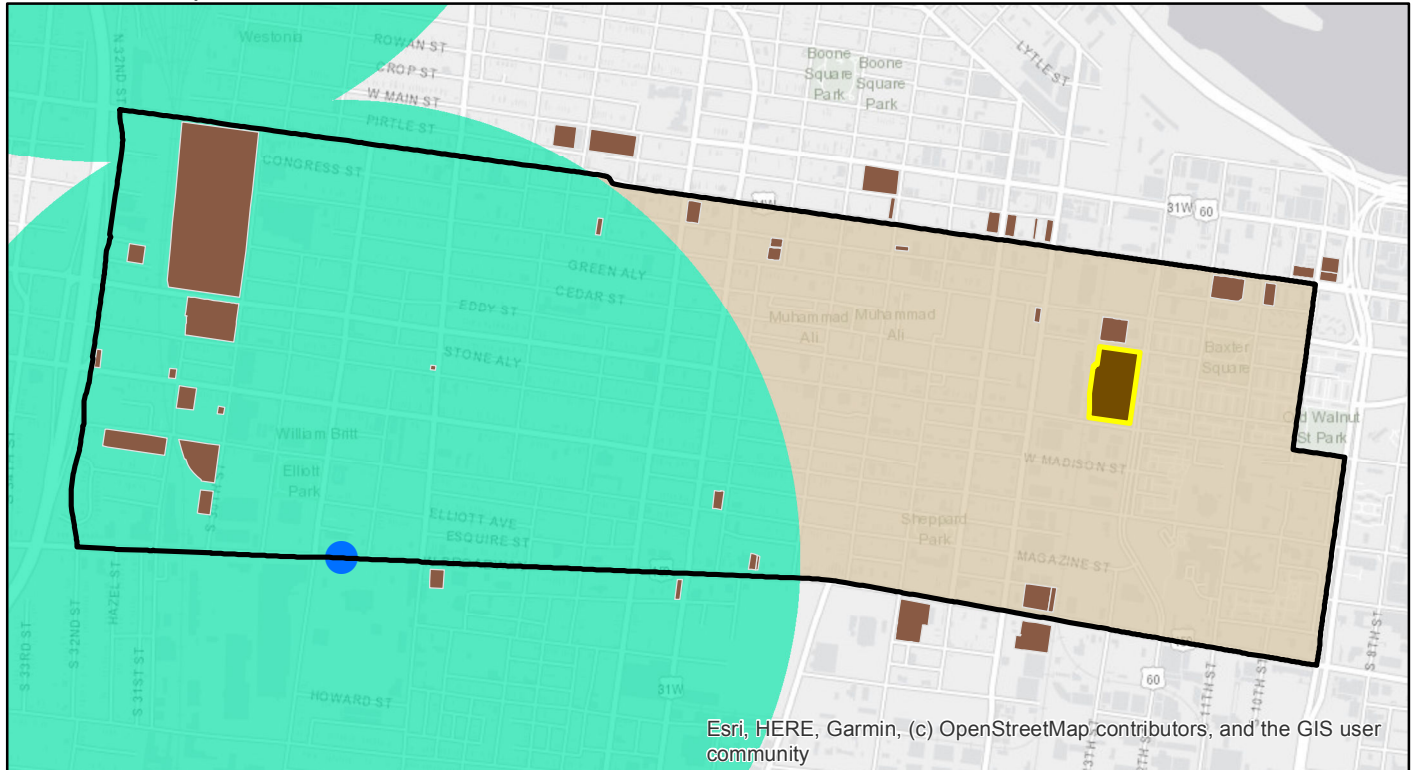 Westonia
N 32ND ST
ROWAN ST
CROP ST
W MAIN ST
PIRTLE ST
CONGRESS ST
Boone
Square
Park
Boone
Square
Park
LYTLE ST
31W
60
GREEN ALY
CEDAR ST
EDDY ST
STONE ALY
Muhammad
Ali
Muhammad
Ali
Baxter
Square
Old Walnut
St Park
William Britt
Elliott
Park
W MADISON ST
ELLIOTT AVE
ESQUIRE ST
Sheppard
Park
MAGAZINE ST
HAZEL ST
S 32ND ST
S 33RD ST
S 31ST ST
HOWARD ST
31W
60
S 8TH ST
S 11TH ST
S 10TH ST
Esri, HERE, Garmin, (c) OpenStreetMap contributors, and the GIS user
community